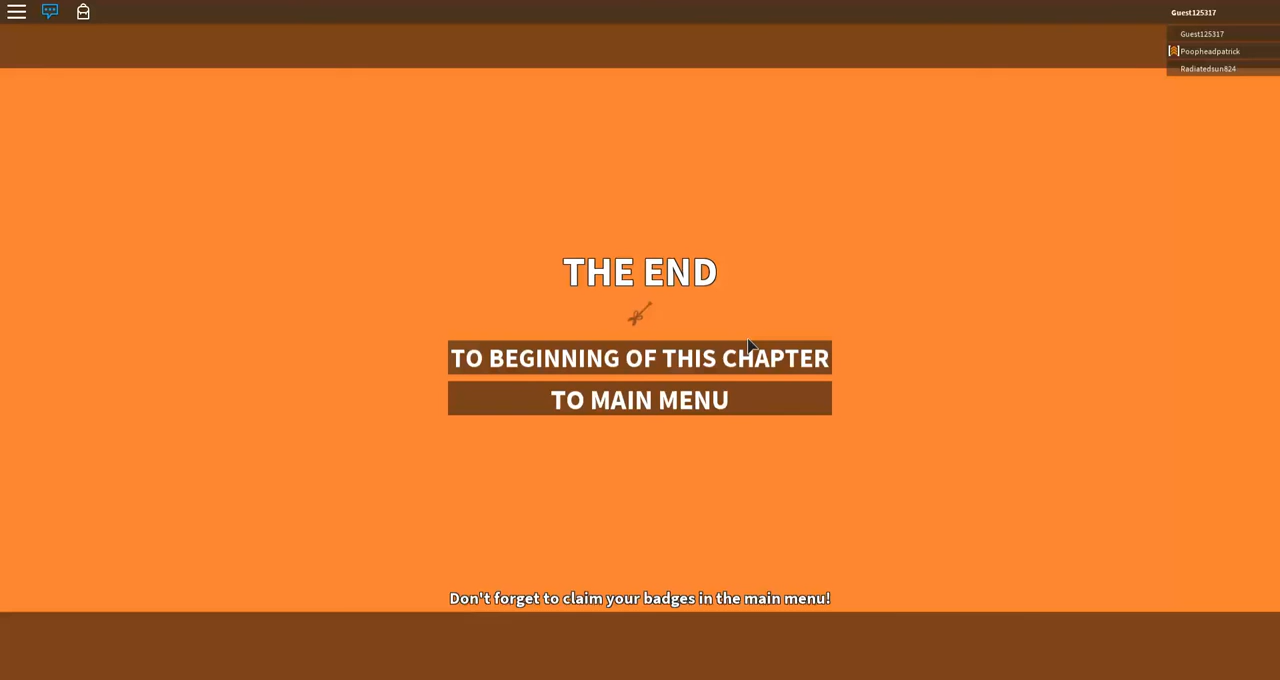 Guest125317
Guest125317
Poopheadpatrick
Radiatedsun824
THE END
TO BEGINNING OF THIS CHAPTER
TO MAIN MENU
Don't forget to claim your badges in the main menu!